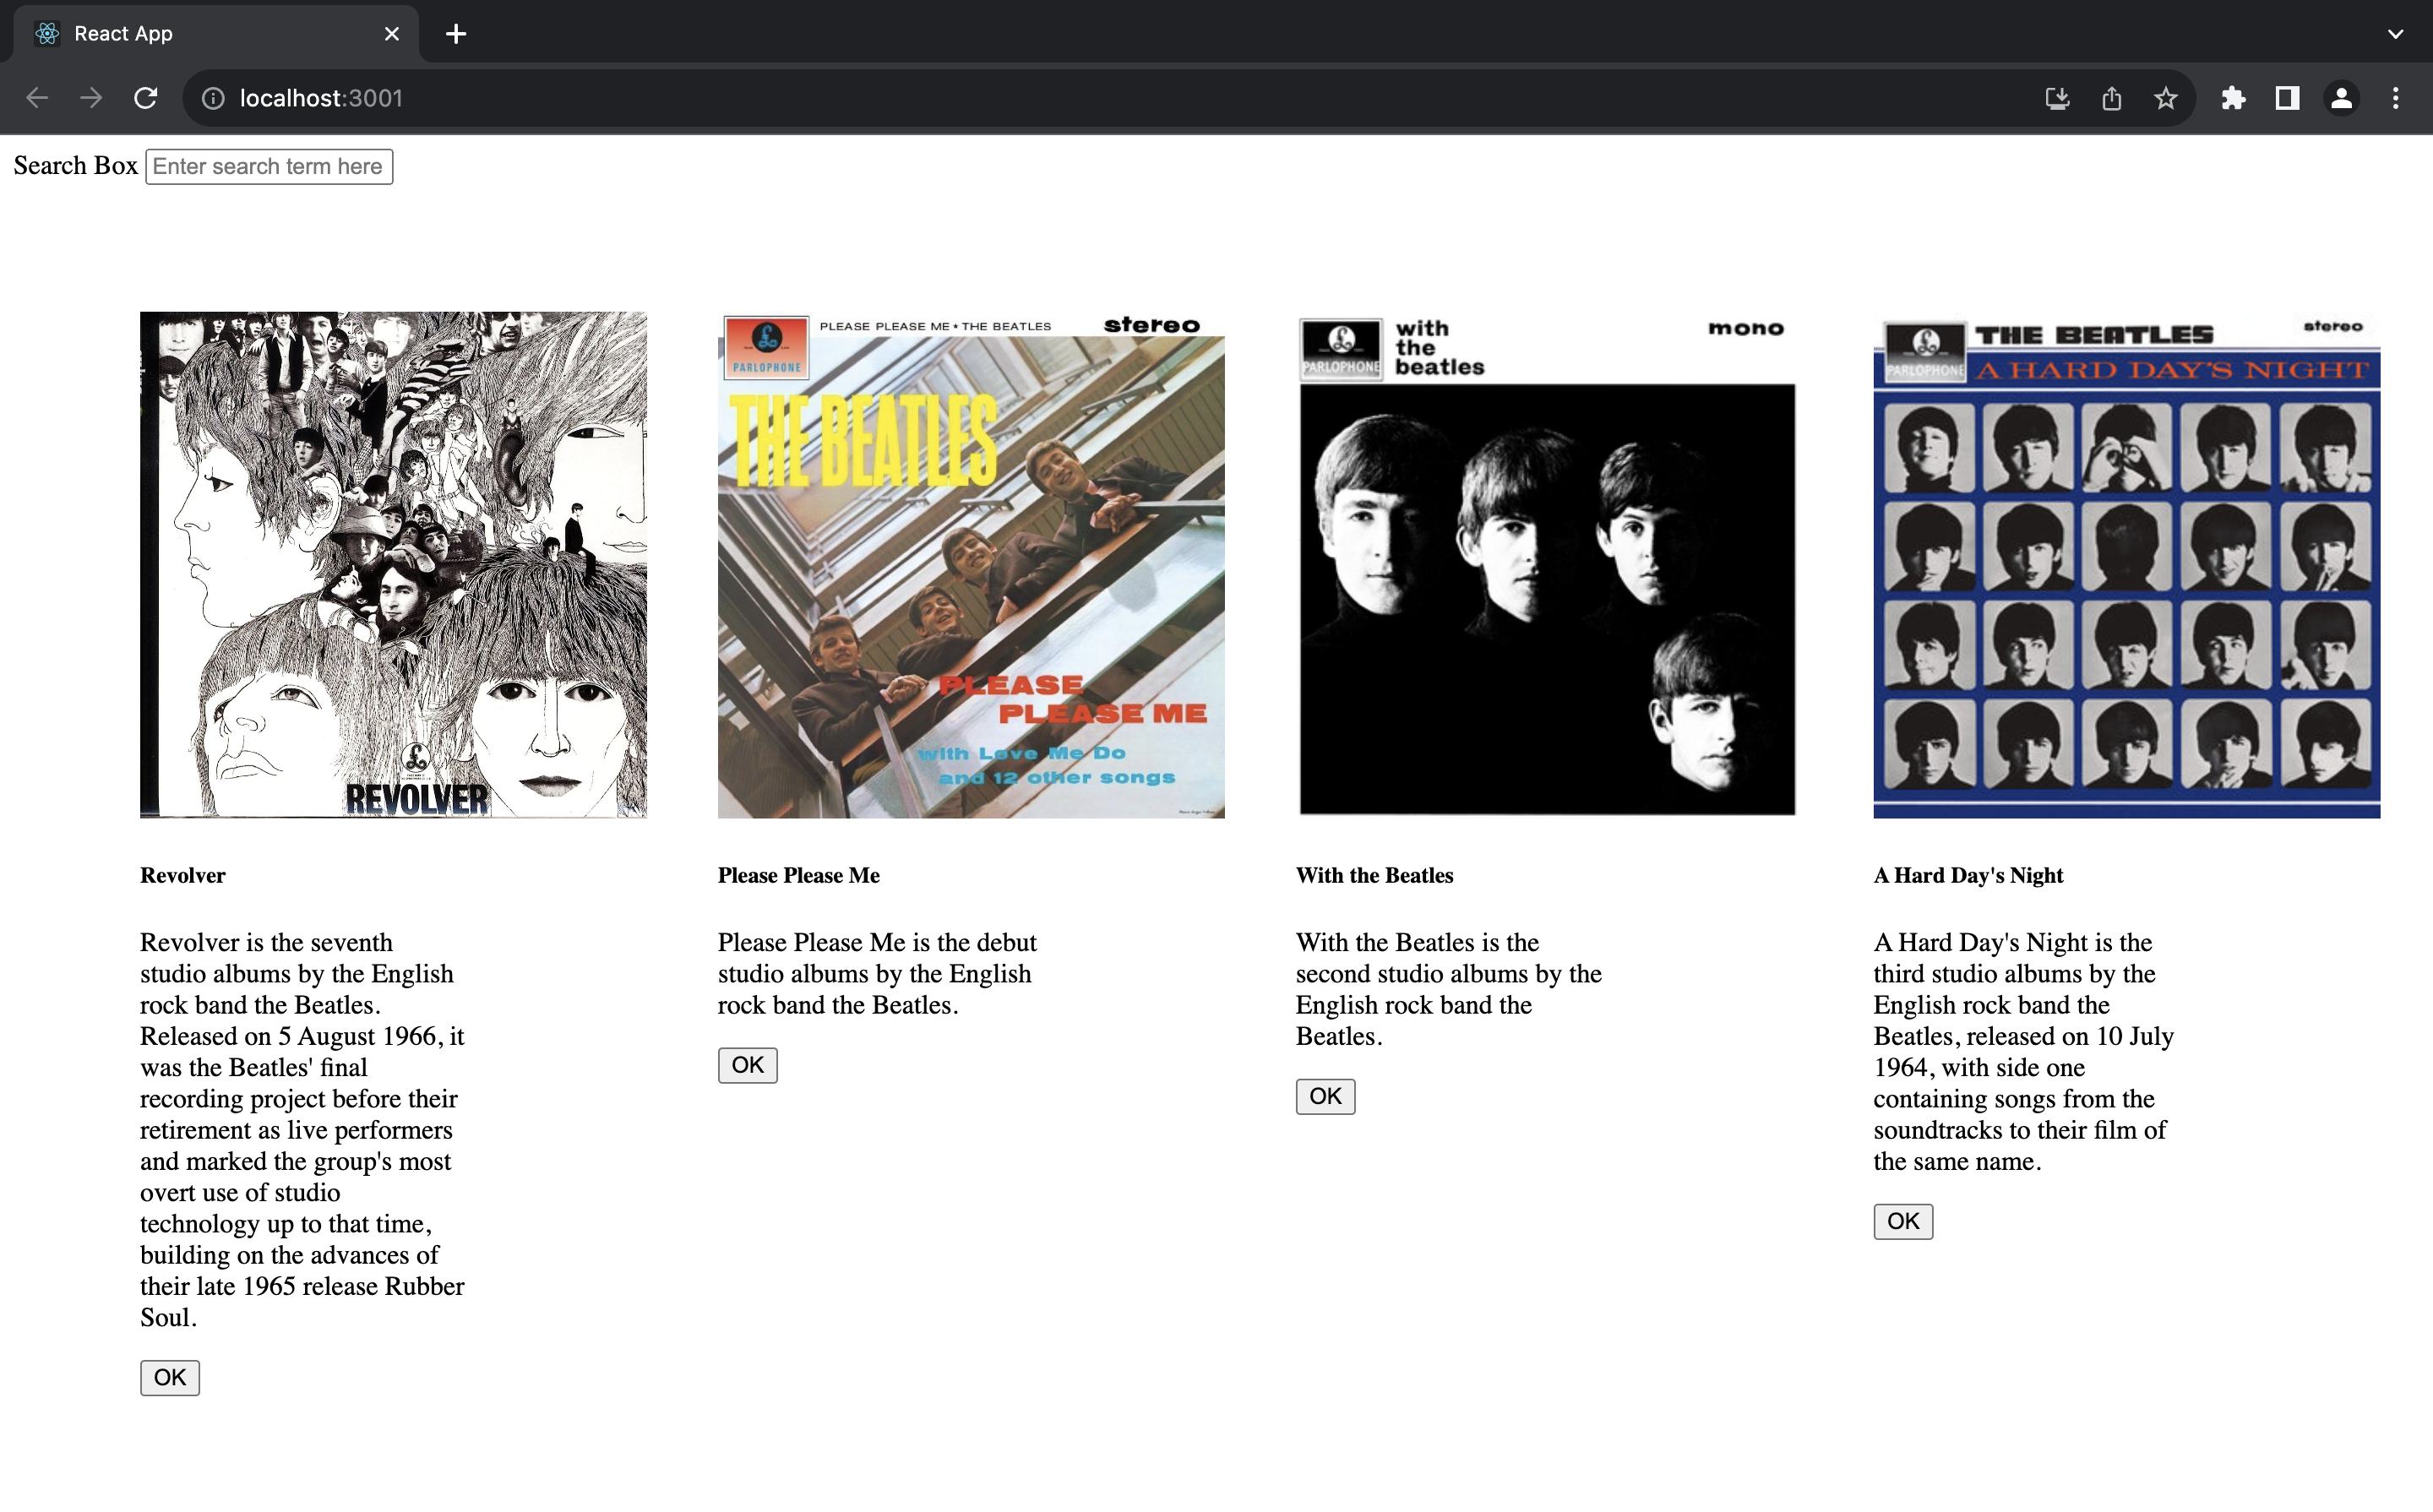 React App
localhost:3001
Search Box Enter search term here
REVOLVER
PLEASE PLEASE ME ★ THE BEATLES stereo
PARLOPHONE
THE BEATLES
PLEASE
PLEASE ME
with Love Me Do
and 12 other songs
with
the
beatles
mono
PARLOPHONE
THE BEATLES stereo
PARLOPHONE A HARD DAY'S NIGHT
Revolver
Revolver is the seventh
studio albums by the English
rock band the Beatles.
Released on 5 August 1966, it
was the Beatles' final
recording project before their
retirement as live performers
and marked the group's most
overt use of studio
technology up to that time,
building on the advances of
their late 1965 release Rubber
Soul.
OK
Please Please Me
Please Please Me is the debut
studio albums by the English
rock band the Beatles.
OK
With the Beatles
With the Beatles is the
second studio albums by the
English rock band the
Beatles.
OK
A Hard Day's Night
A Hard Day's Night is the
third studio albums by the
English rock band the
Beatles, released on 10 July
1964, with side one
containing songs from the
soundtracks to their film of
the same name.
OK